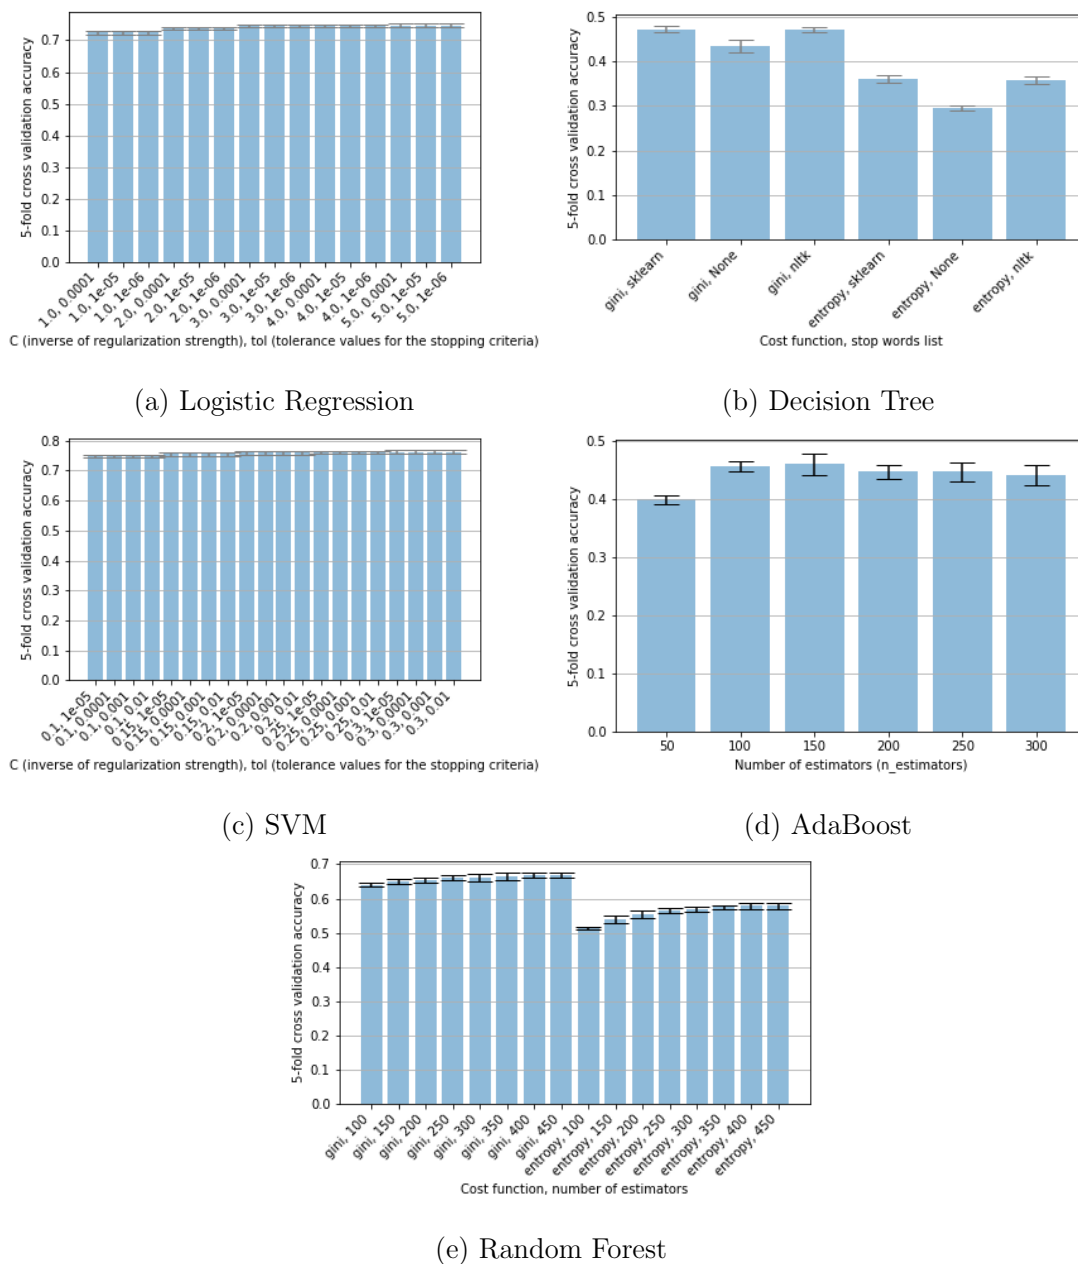 5-fold cross validation accuracy
0.7
0.6
0.5
0.4
0.3
0.2
0.1
0.0
1.0, 0.0001
1.0, 1e-05
1.0, 1e-06
2.0, 0.0001
2.0, 1e-05
2.0, 1e-06
3.0, 0.0001
3.0, 1e-05
3.0, 1e-06
4.0, 0.0001
4.0, 1e-05
4.0, 1e-06
5.0, 0.0001
5.0, 1e-05
5.0, 1e-06
C (inverse of regularization strength), tol (tolerance values for the stopping criteria)
(a) Logistic Regression
5-fold cross validation accuracy
0.5
0.4
0.3
0.2
0.1
0.0
gini, sklearn
gini, None
gini, nltk
entropy, sklearn
entropy, None
entropy, nltk
Cost function, stop words list
(b) Decision Tree
5-fold cross validation accuracy
0.8
0.7
0.6
0.5
0.4
0.3
0.2
0.1
0.0
0.1, 1e-05
0.1, 0.0001
0.1, 0.001
0.1, 0.01
0.15, 1e-05
0.15, 0.0001
0.15, 0.001
0.15, 0.01
0.2, 1e-05
0.2, 0.0001
0.2, 0.001
0.2, 0.01
0.25, 1e-05
0.25, 0.0001
0.25, 0.001
0.25, 0.01
0.3, 1e-05
0.3, 0.0001
0.3, 0.001
0.3, 0.01
C (inverse of regularization strength), tol (tolerance values for the stopping criteria)
(c) SVM
5-fold cross validation accuracy
0.5
0.4
0.3
0.2
0.1
0.0
50 100 150 200 250 300
Number of estimators (n_estimators)
(d) AdaBoost
5-fold cross validation accuracy
0.7
0.6
0.5
0.4
0.3
0.2
0.1
0.0
gini, 100
gini, 150
gini, 200
gini, 250
gini, 300
gini, 350
gini, 400
gini, 450
entropy, 100
entropy, 150
entropy, 200
entropy, 250
entropy, 300
entropy, 350
entropy, 400
entropy, 450
Cost function, number of estimators
(e) Random Forest